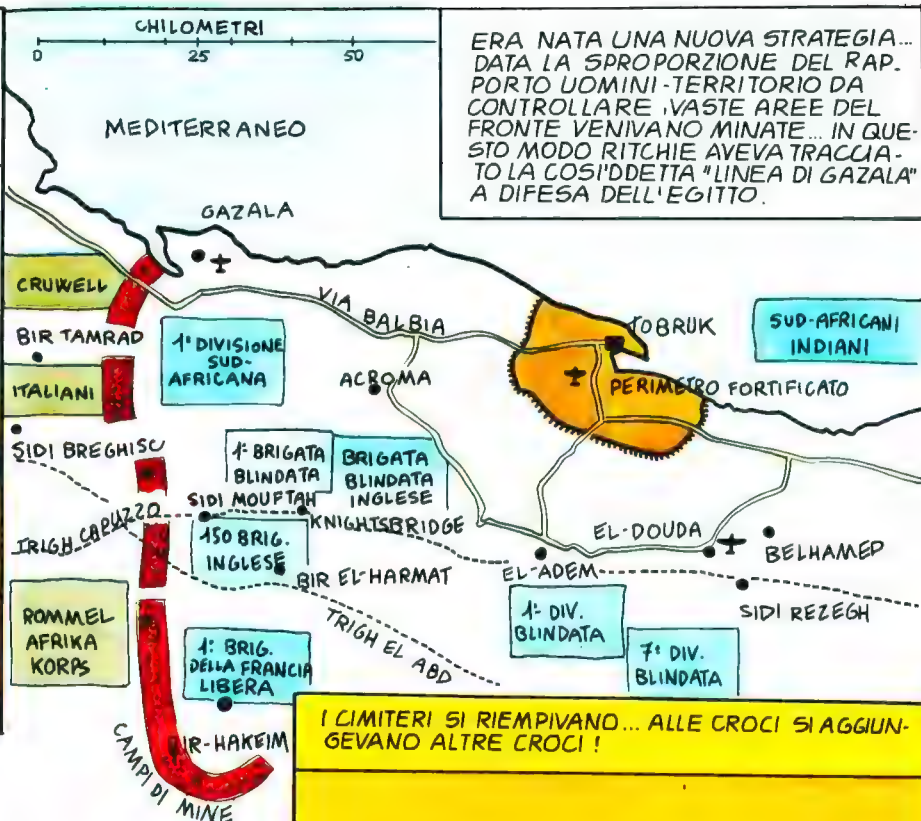 CHILOMETRI
0 25 50
ERA NATA UNA NUOVA STRATEGIA...
DATA LA SPROPORZIONE DEL RAP-
PORTO UOMINI-TERRITORIO DA
CONTROLLARE, VASTE AREE DEL
FRONTE VENIVANO MINATE... IN QUE-
STO MODO RITCHIE AVEVA TRACCIA-
TO LA COSI'DDETTA "LINEA DI GAZALA"
A DIFESA DELL'EGITTO.
MEDITERRANEO
GAZALA
CRUWELL
VIA BALBIA
BIR TAMRAD
1ª DIVISIONE
SUD-
AFRICANA
TOBRUK
SUD-AFRICANI
INDIANI
ITALIANI
ACROMA
PERIMETRO FORTIFICATO
SIDI BREGHISC
1ª BRIGATA
BLINDATA
BRIGATA
BLINDATA
INGLESE
SIDI MOUFTAH
KNIGHTSBRIDGE
TRIGH CAPUZZO
150 BRIG.
INGLESE
EL-DOUDA
BELHAMED
BIR EL-HARMAT
EL-ADEM
SIDI REZEGH
ROMMEL
AFRIKA
KORPS
TRIGH EL ABD
1ª DIV.
BLINDATA
1ª BRIG.
DELLA FRANCIA
LIBERA
7ª DIV.
BLINDATA
BIR-HAKEIM
CAMPI DI MINE
I CIMITERI SI RIEMPIVANO... ALLE CROCI SI AGGIUN-
GEVANO ALTRE CROCI !